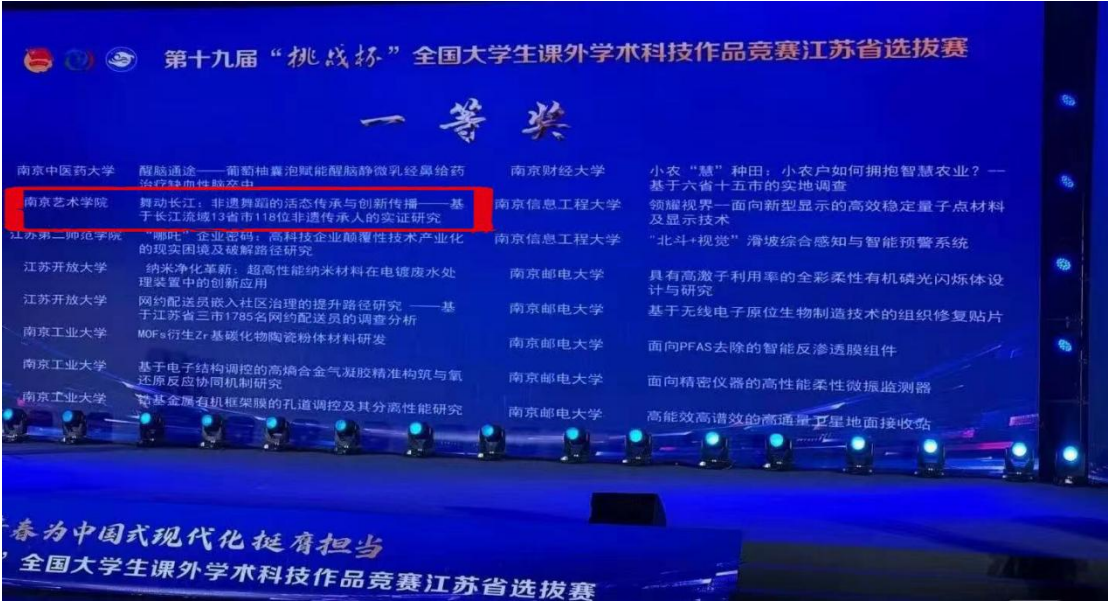 第十九届“挑战杯”全国大学生课外学术科技作品竞赛江苏省选拔赛
一等奖
南京中医药大学
醒脑通途——葡萄柚囊泡赋能醒脑静微乳经鼻给药
治疗缺血性脑卒中
南京艺术学院
舞动长江：非遗舞蹈的活态传承与创新传播——基
于长江流域13省市118位非遗传承人的实证研究
江苏第二师范学院
“哪吒”企业密码：高科技企业颠覆性技术产业化
的现实困境及破解路径研究
江苏开放大学
纳米净化革新：超高性能纳米材料在电镀废水处
理装置中的创新应用
江苏开放大学
网约配送员嵌入社区治理的提升路径研究 ——基
于江苏省三市1785名网约配送员的调查分析
南京工业大学
MOFs衍生Zr基碳化物陶瓷粉体材料研发
南京工业大学
基于电子结构调控的高熵合金气凝胶精准构筑与氧
还原反应协同机制研究
南京工业大学
锆基金属有机框架膜的孔道调控及其分离性能研究
南京财经大学
小农“慧”种田：小农户如何拥抱智慧农业？--
基于六省十五市的实地调查
南京信息工程大学
领耀视界—面向新型显示的高效稳定量子点材料
及显示技术
南京信息工程大学
“北斗+视觉”滑坡综合感知与智能预警系统
南京邮电大学
具有高激子利用率的全彩柔性有机磷光闪烁体设
计与研究
南京邮电大学
基于无线电子原位生物制造技术的组织修复贴片
南京邮电大学
面向PFAS去除的智能反渗透膜组件
南京邮电大学
面向精密仪器的高性能柔性微振监测器
南京邮电大学
高能效高谱效的高通量卫星地面接收站
青春为中国式现代化挺膺担当
”全国大学生课外学术科技作品竞赛江苏省选拔赛